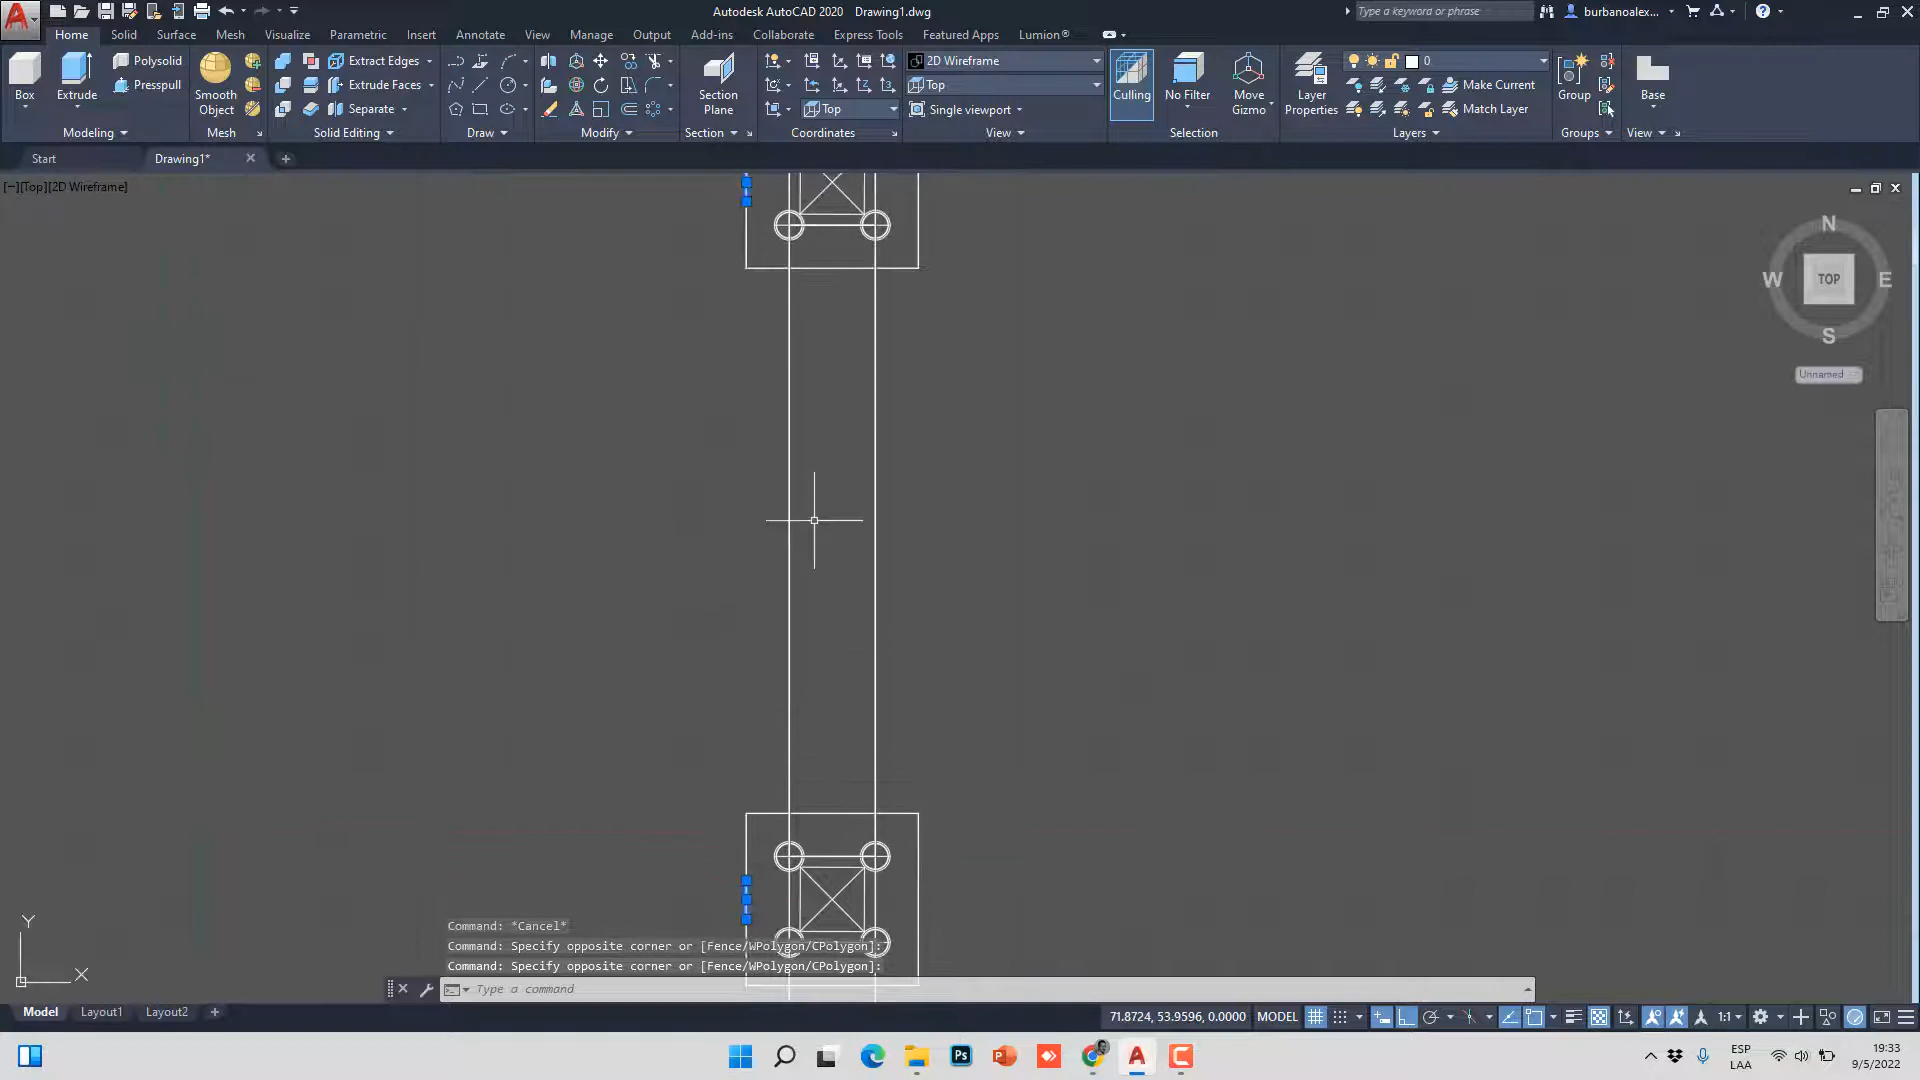 Autodesk AutoCAD 2020 Drawing1.dwg
Type a keyword or phrase
burbanoalex...
Home Solid Surface Mesh Visualize Parametric Insert Annotate View Manage Output Add-ins Collaborate Express Tools Featured Apps Lumion®
Box
Extrude
Polysolid
Presspull
Smooth
Object
Extract Edges
Extrude Faces
Separate
2D Wireframe
Top
Top
Single viewport
Section
Plane
Culling
No Filter
Move
Gizmo
Layer
Properties
0
Make Current
Match Layer
Group
Base
Modeling Mesh Solid Editing Draw Modify Section Coordinates View Selection Layers Groups View
Start
Drawing1*
[−][Top][2D Wireframe]
N
W
TOP
E
S
Unnamed
Y
X
Command: *Cancel*
Command: Specify opposite corner or [Fence/WPolygon/CPolygon]:
Command: Specify opposite corner or [Fence/WPolygon/CPolygon]:
Type a command
Model Layout1 Layout2
71.8724, 53.9596, 0.0000 MODEL
1:1
Ps
ESP
LAA
19:33
9/5/2022